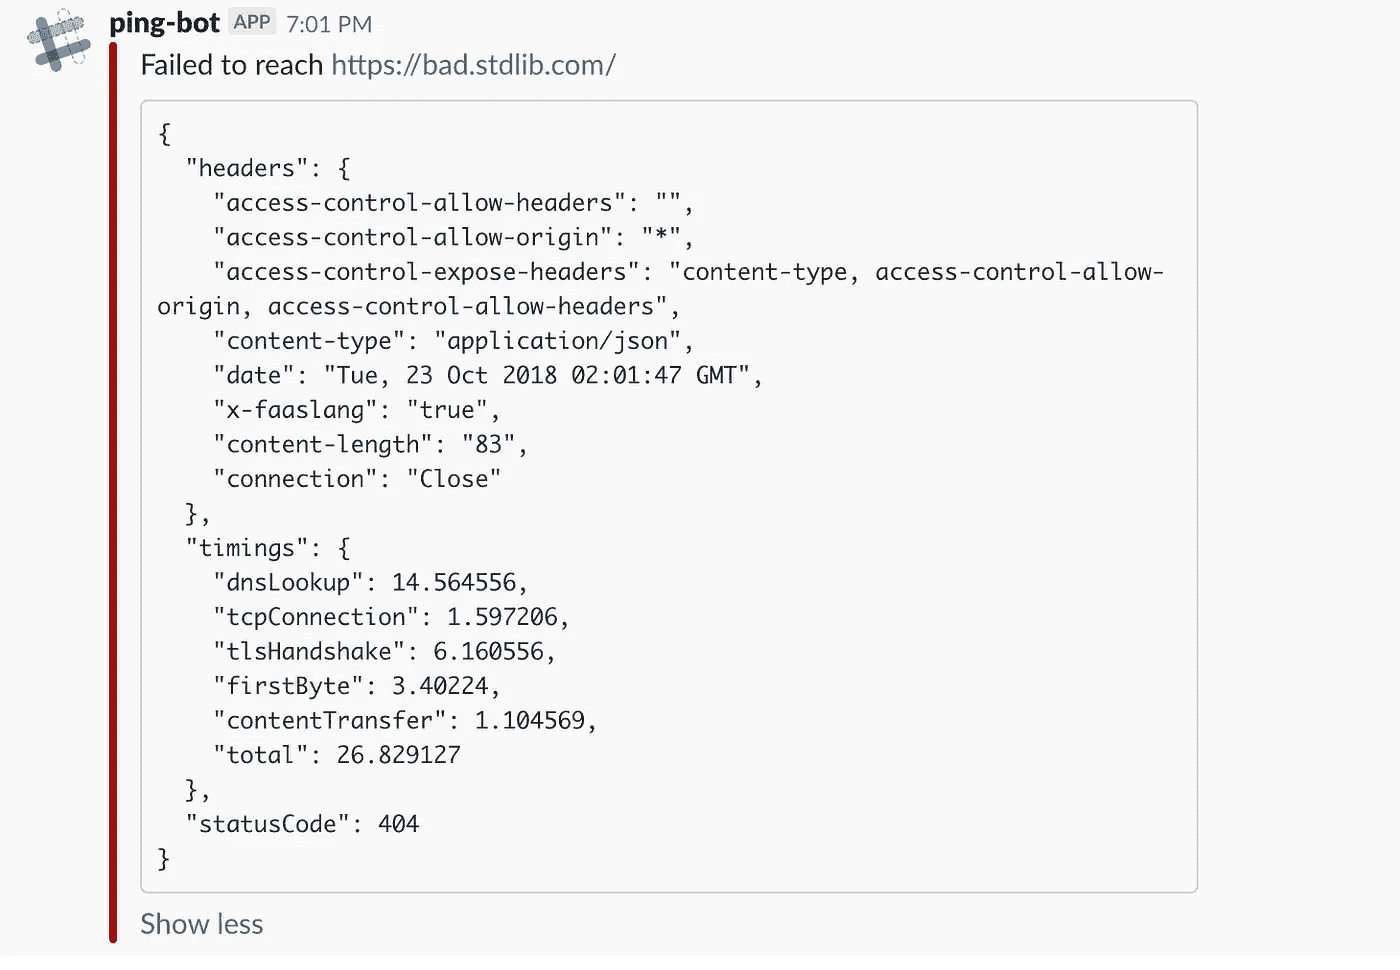 ping-bot APP 7:01 PM
Failed to reach https://bad.stdlib.com/
{
  "headers": {
    "access-control-allow-headers": "",
    "access-control-allow-origin": "*",
    "access-control-expose-headers": "content-type, access-control-allow-
origin, access-control-allow-headers",
    "content-type": "application/json",
    "date": "Tue, 23 Oct 2018 02:01:47 GMT",
    "x-faaslang": "true",
    "content-length": "83",
    "connection": "Close"
  },
  "timings": {
    "dnsLookup": 14.564556,
    "tcpConnection": 1.597206,
    "tlsHandshake": 6.160556,
    "firstByte": 3.40224,
    "contentTransfer": 1.104569,
    "total": 26.829127
  },
  "statusCode": 404
}
Show less